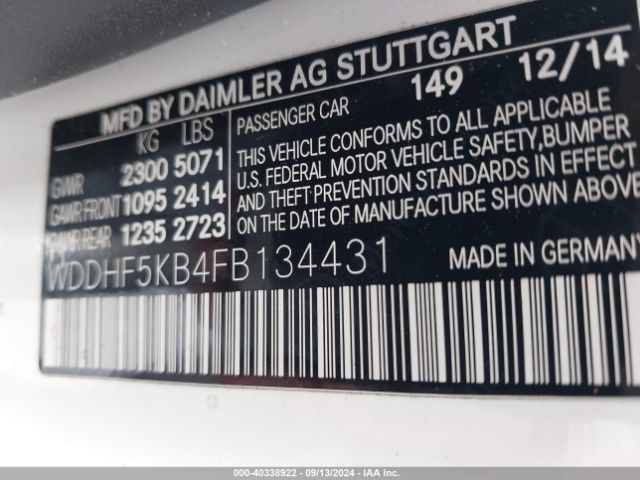 MFD BY DAIMLER AG STUTTGART
KG LBS
GVWR 2300 5071
GAWR FRONT 1095 2414
GAWR REAR 1235 2723
PASSENGER CAR 149 12/14
THIS VEHICLE CONFORMS TO ALL APPLICABLE
U.S. FEDERAL MOTOR VEHICLE SAFETY, BUMPER
AND THEFT PREVENTION STANDARDS IN EFFECT
ON THE DATE OF MANUFACTURE SHOWN ABOVE
WDDHF5KB4FB134431 MADE IN GERMANY
000-40338922 - 09/13/2024 - IAA Inc.